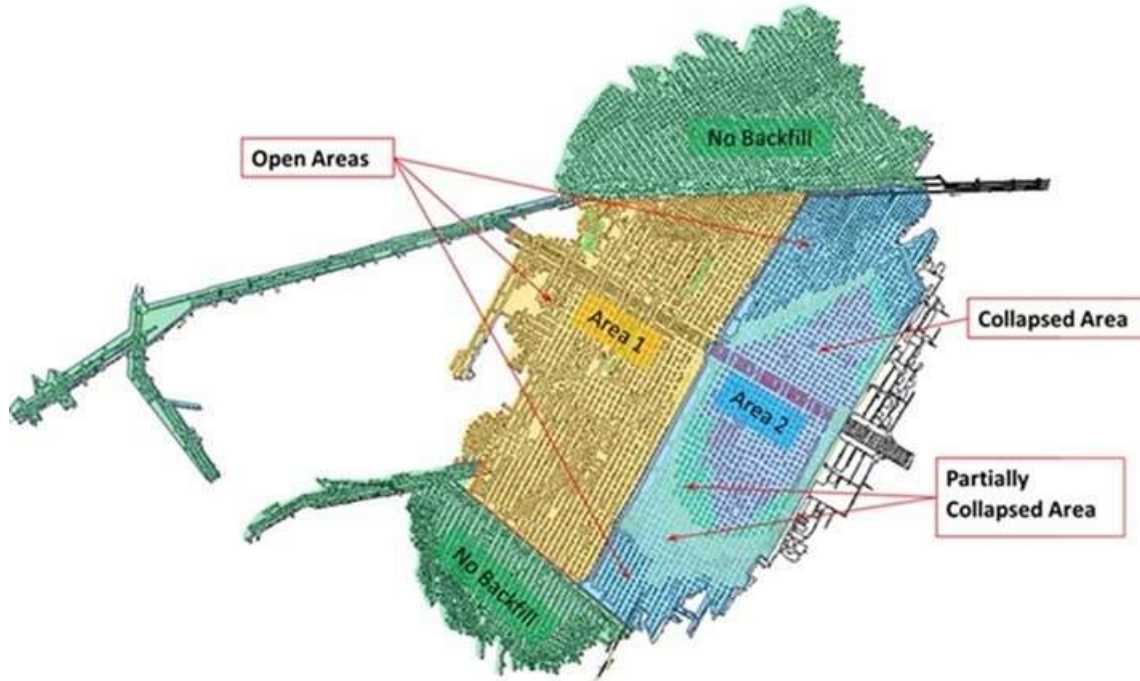 No Backfill
Open Areas
Collapsed Area
Area 1
Area 2
Partially
Collapsed Area
No Backfill